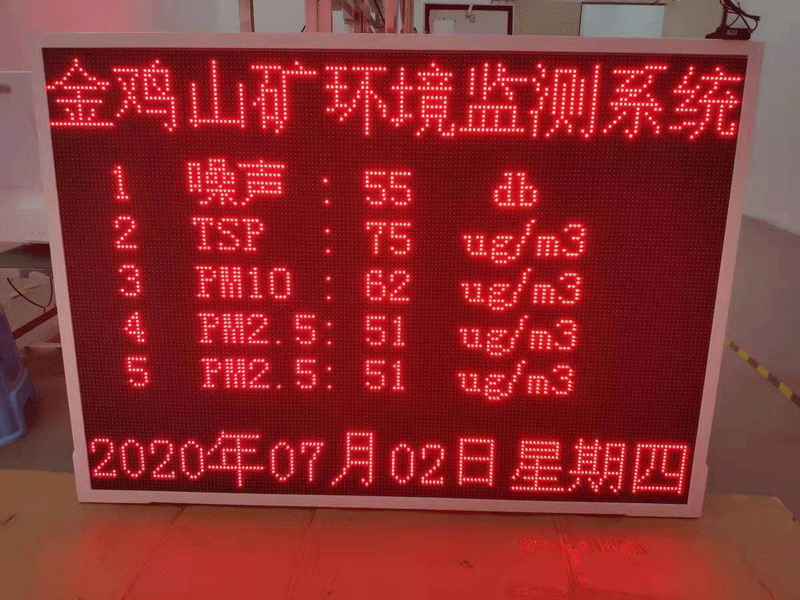 金鸡山矿环境监测系统
1 噪声 : 55 db
2 TSP : 75 ug/m3
3 PM10 : 62 ug/m3
4 PM2.5: 51 ug/m3
5 PM2.5: 51 ug/m3
2020年07月02日星期四